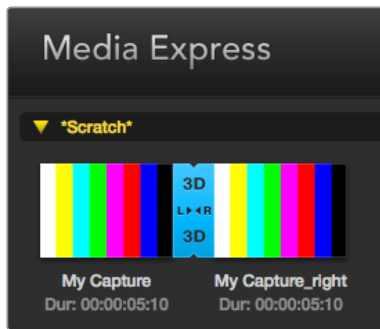 Media Express
▼ *Scratch*
3D
L▶◀R
3D
My Capture My Capture_right
Dur: 00:00:05:10 Dur: 00:00:05:10